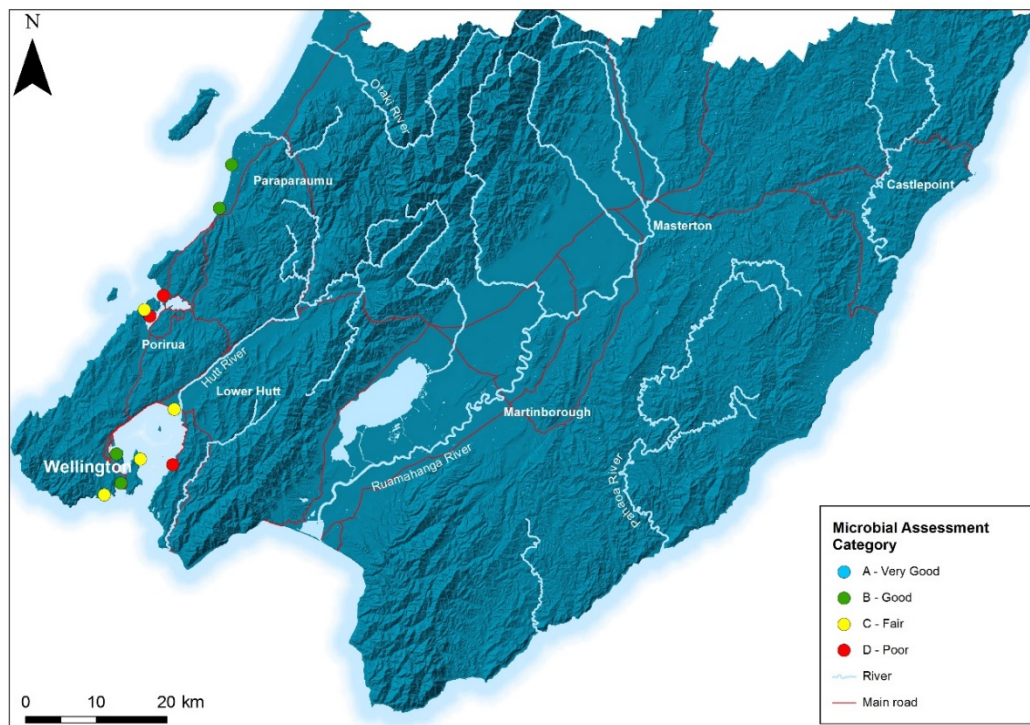 N
Otaki River
Paraparaumu
Castlepoint
Masterton
Porirua
Hutt River
Lower Hutt
Martinborough
Wellington
Ruamahanga River
Pahaoa River
Microbial Assessment
Category
A - Very Good
B - Good
C - Fair
D - Poor
River
Main road
0 10 20 km